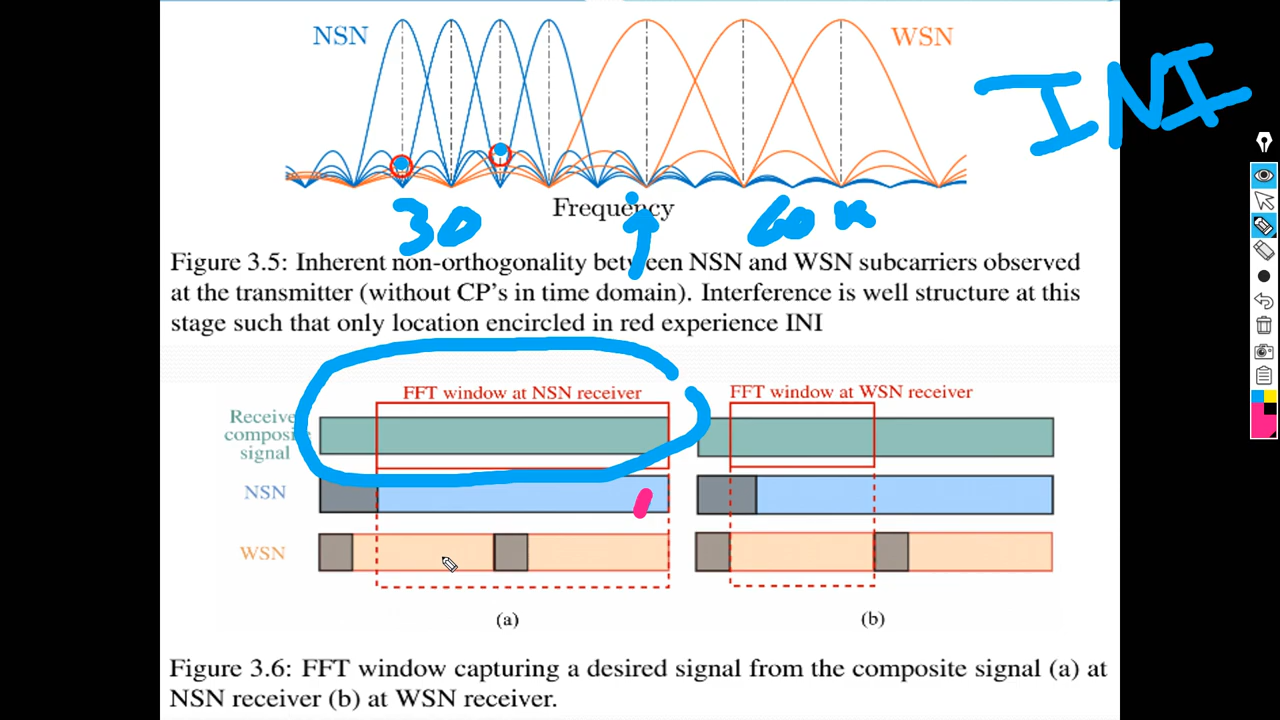 NSN
WSN
INI
Frequency
30
60 K
Figure 3.5: Inherent non-orthogonality between NSN and WSN subcarriers observed
at the transmitter (without CP's in time domain). Interference is well structure at this
stage such that only location encircled in red experience INI
FFT window at NSN receiver
FFT window at WSN receiver
Receive
composite
signal
NSN
WSN
(a)
(b)
Figure 3.6: FFT window capturing a desired signal from the composite signal (a) at
NSN receiver (b) at WSN receiver.